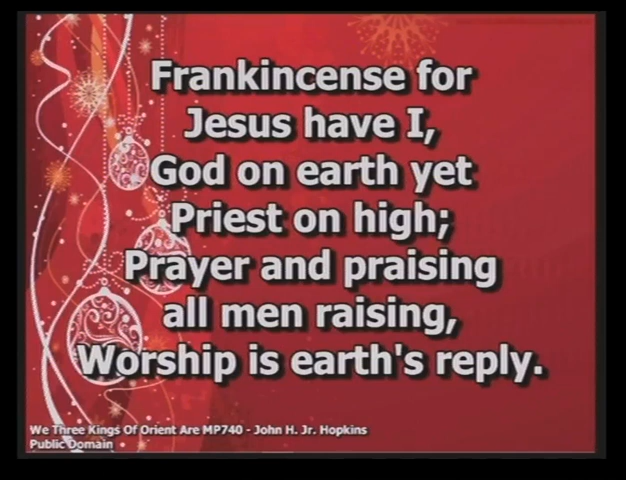 Frankincense for
Jesus have I,
God on earth yet
Priest on high;
Prayer and praising
all men raising,
Worship is earth's reply.
We Three Kings Of Orient Are MP740 - John H. Jr. Hopkins
Public Domain